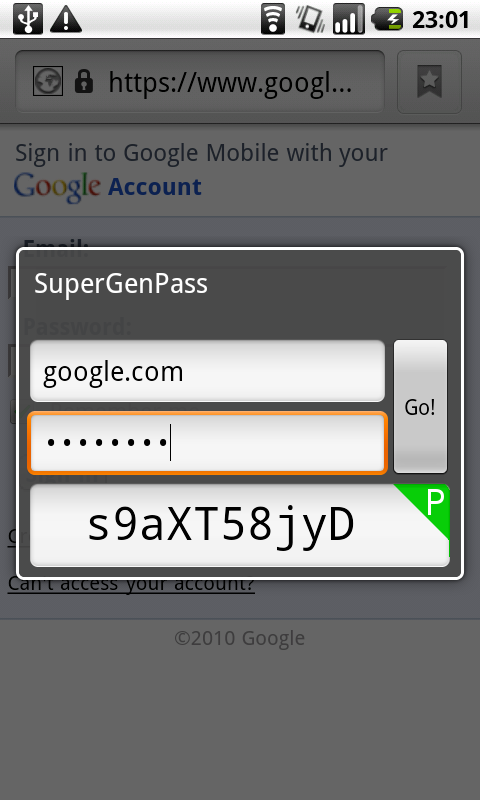 23:01
https://www.googl...
Sign in to Google Mobile with your
Google Account
Email:
SuperGenPass
Password:
google.com
Go!
••••••••
s9aXT58jyD
P
Can't access your account?
©2010 Google